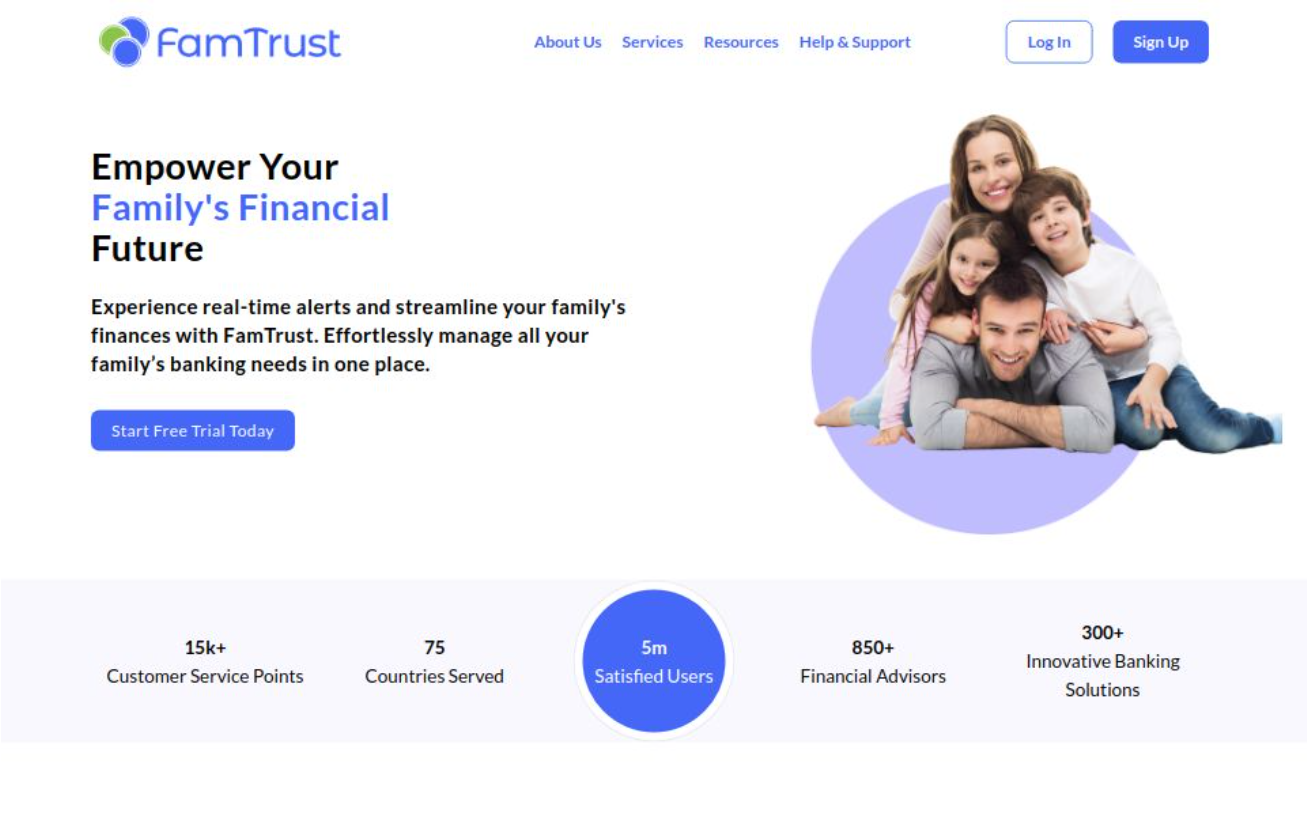 FamTrust
About Us
Services
Resources
Help & Support
Log In
Sign Up
Empower Your
Family's Financial
Future
Experience real-time alerts and streamline your family's
finances with FamTrust. Effortlessly manage all your
family’s banking needs in one place.
Start Free Trial Today
15k+
Customer Service Points
75
Countries Served
5m
Satisfied Users
850+
Financial Advisors
300+
Innovative Banking
Solutions